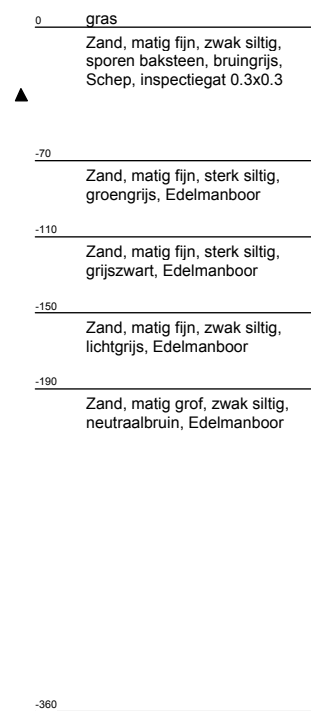 0 gras
Zand, matig fijn, zwak siltig,
sporen baksteen, bruingrijs,
Schep, inspectiegat 0.3x0.3
-70
Zand, matig fijn, sterk siltig,
groengrijs, Edelmanboor
-110
Zand, matig fijn, sterk siltig,
grijszwart, Edelmanboor
-150
Zand, matig fijn, zwak siltig,
lichtgrijs, Edelmanboor
-190
Zand, matig grof, zwak siltig,
neutraalbruin, Edelmanboor
-360